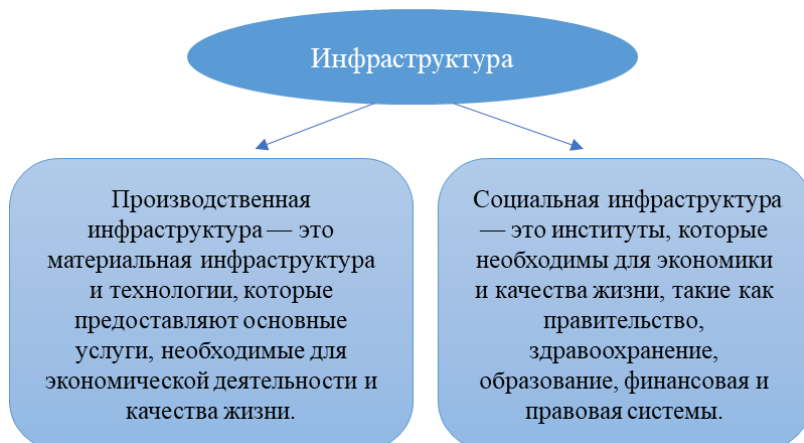 Инфраструктура
Производственная
инфраструктура — это
материальная инфраструктура
и технологии, которые
предоставляют основные
услуги, необходимые для
экономической деятельности и
качества жизни.
Социальная инфраструктура
— это институты, которые
необходимы для экономики
и качества жизни, такие как
правительство,
здравоохранение,
образование, финансовая и
правовая системы.